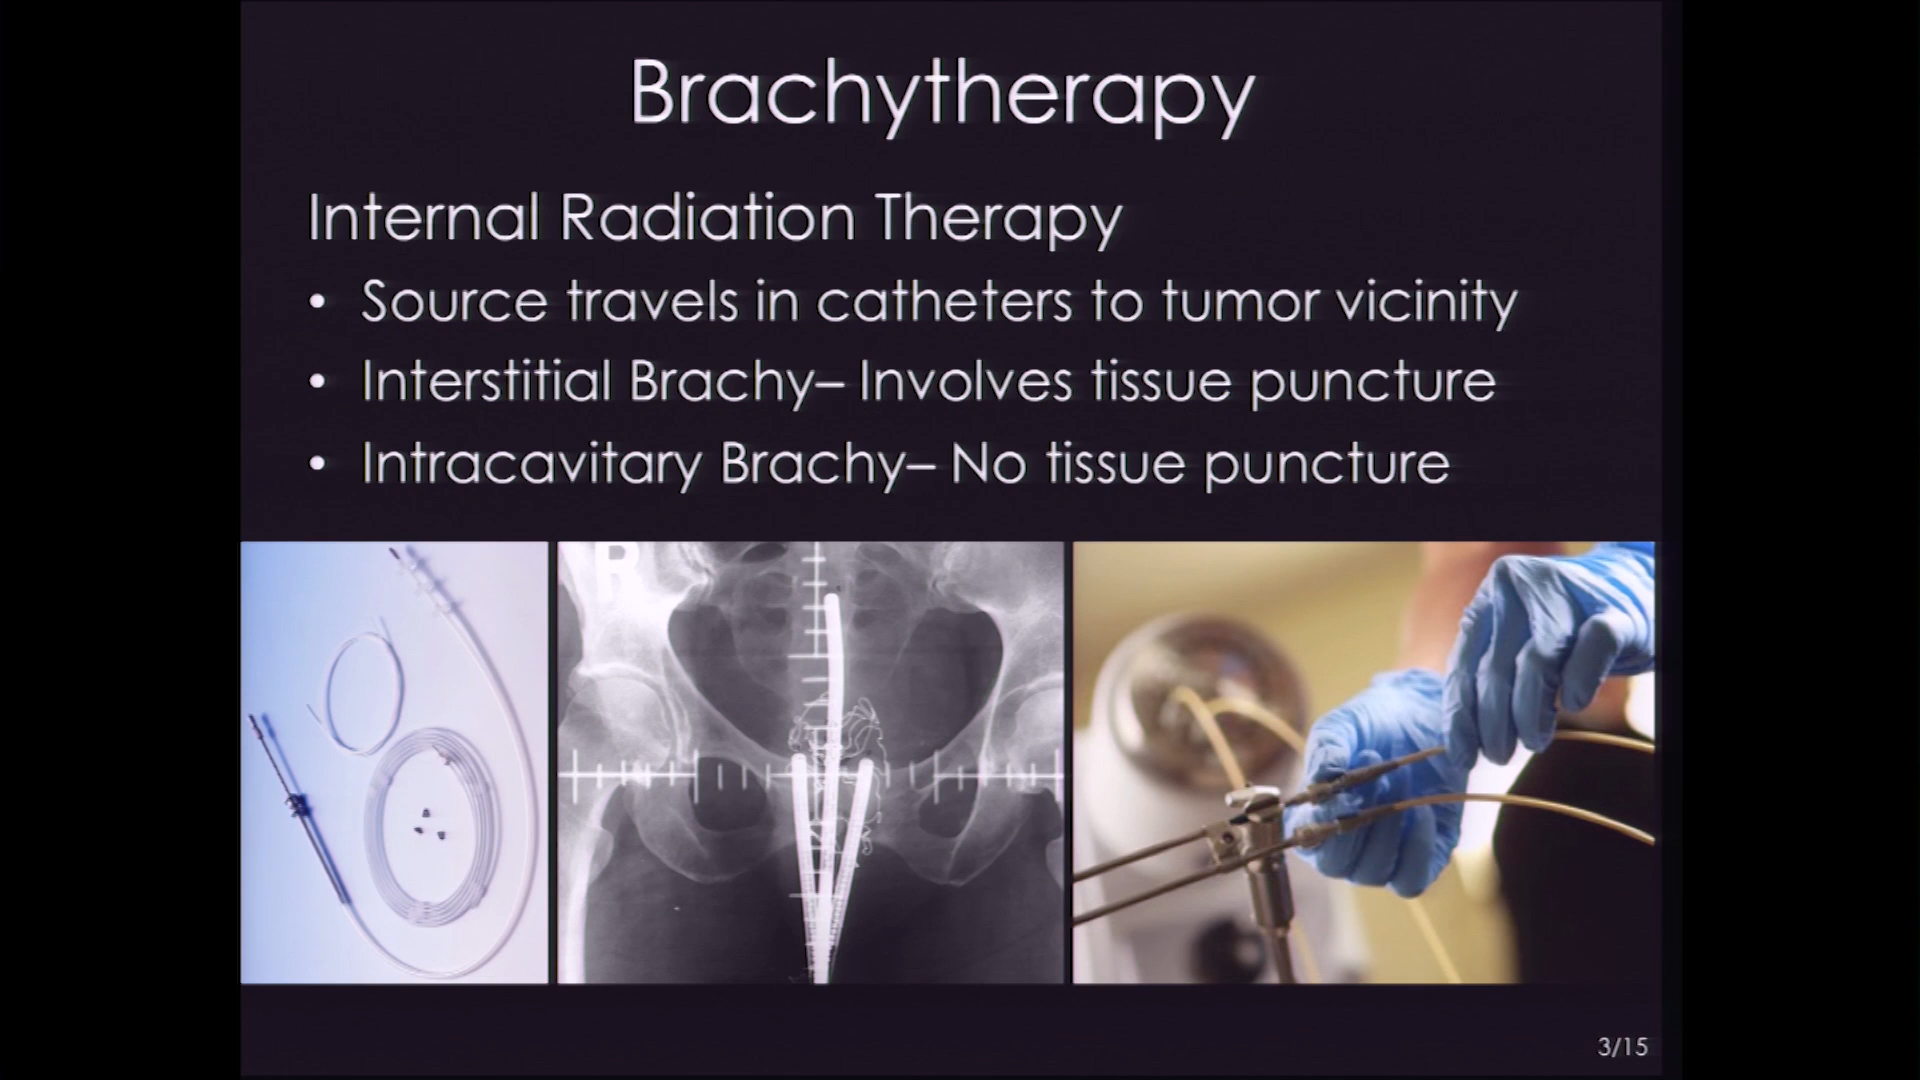 Brachytherapy
Internal Radiation Therapy
• Source travels in catheters to tumor vicinity
• Interstitial Brachy– Involves tissue puncture
• Intracavitary Brachy– No tissue puncture
R
3/15